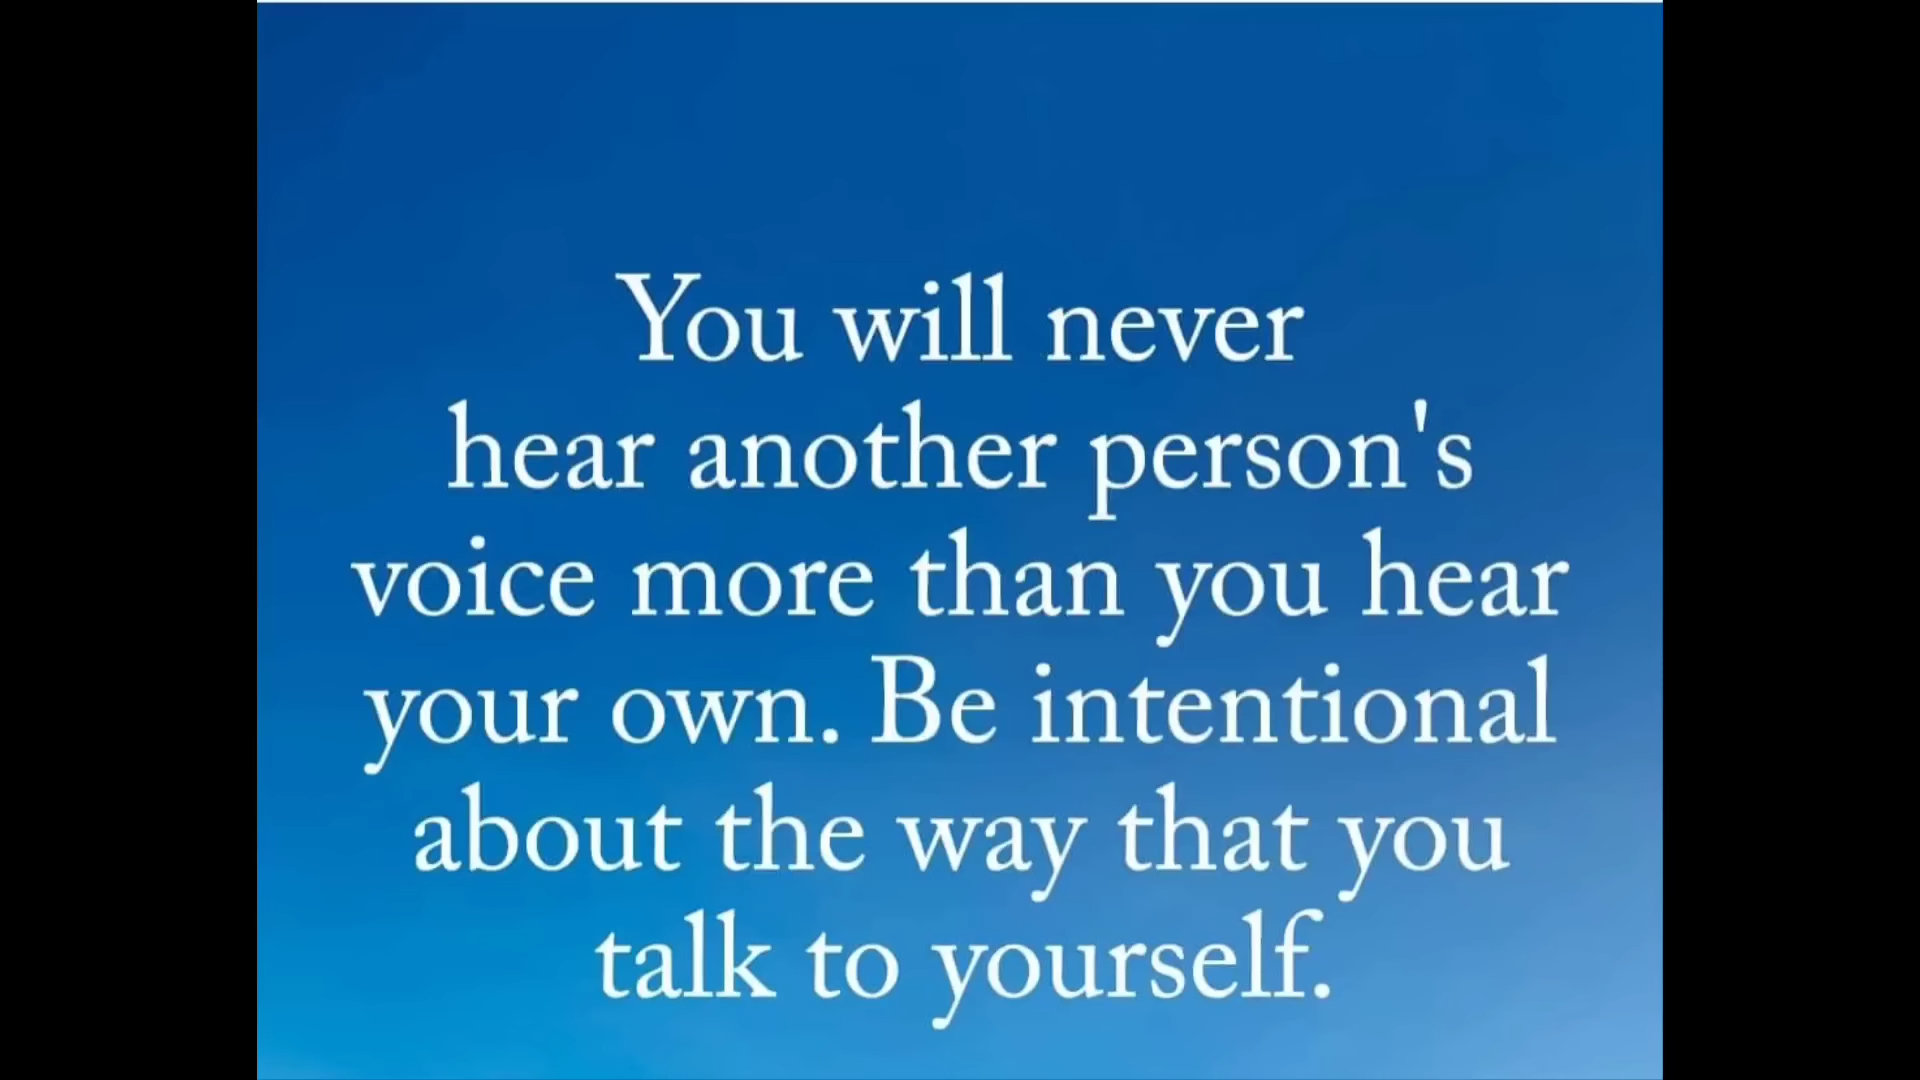 You will never
hear another person's
voice more than you hear
your own. Be intentional
about the way that you
talk to yourself.